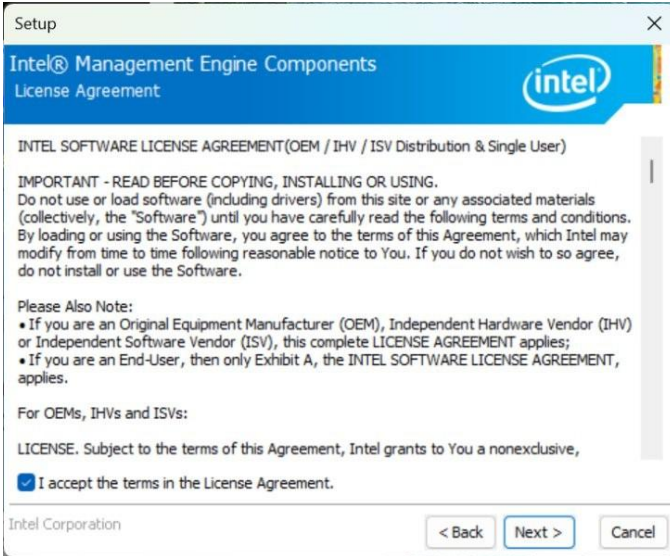 Setup
Intel® Management Engine Components
License Agreement
intel
INTEL SOFTWARE LICENSE AGREEMENT(OEM / IHV / ISV Distribution & Single User)
IMPORTANT - READ BEFORE COPYING, INSTALLING OR USING.
Do not use or load software (including drivers) from this site or any associated materials
(collectively, the "Software") until you have carefully read the following terms and conditions.
By loading or using the Software, you agree to the terms of this Agreement, which Intel may
modify from time to time following reasonable notice to You. If you do not wish to so agree,
do not install or use the Software.
Please Also Note:
• If you are an Original Equipment Manufacturer (OEM), Independent Hardware Vendor (IHV)
or Independent Software Vendor (ISV), this complete LICENSE AGREEMENT applies;
• If you are an End-User, then only Exhibit A, the INTEL SOFTWARE LICENSE AGREEMENT,
applies.
For OEMs, IHVs and ISVs:
LICENSE. Subject to the terms of this Agreement, Intel grants to You a nonexclusive,
I accept the terms in the License Agreement.
Intel Corporation
< Back Next > Cancel